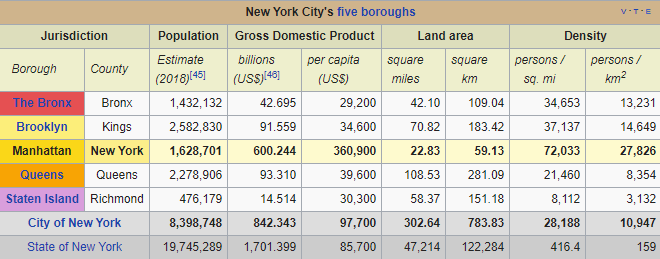 New York City's five boroughs V·T·E
Jurisdiction Population Gross Domestic Product Land area Density
Borough County Estimate (2018)[45] billions (US$)[46] per capita (US$) square miles square km persons / sq. mi persons / km2
The Bronx Bronx 1,432,132 42.695 29,200 42.10 109.04 34,653 13,231
Brooklyn Kings 2,582,830 91.559 34,600 70.82 183.42 37,137 14,649
Manhattan New York 1,628,701 600.244 360,900 22.83 59.13 72,033 27,826
Queens Queens 2,278,906 93.310 39,600 108.53 281.09 21,460 8,354
Staten Island Richmond 476,179 14.514 30,300 58.37 151.18 8,112 3,132
City of New York 8,398,748 842.343 97,700 302.64 783.83 28,188 10,947
State of New York 19,745,289 1,701.399 85,700 47,214 122,284 416.4 159